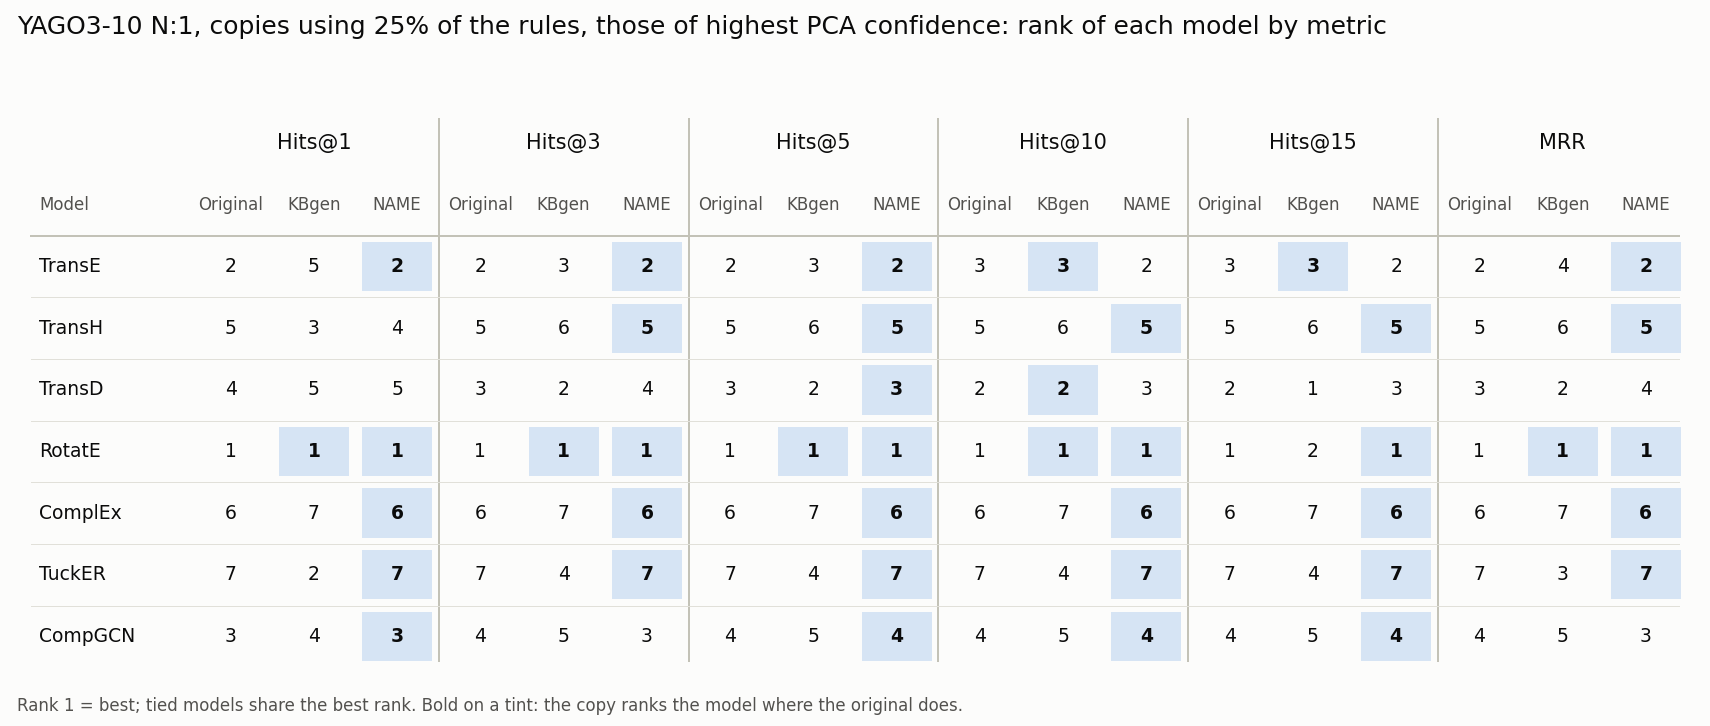 YAGO3-10 N:1, copies using 25% of the rules, those of highest PCA confidence: rank of each model by metric
Hits@1 Hits@3 Hits@5 Hits@10 Hits@15 MRR
Model Original KBgen NAME Original KBgen NAME Original KBgen NAME Original KBgen NAME Original KBgen NAME Original KBgen NAME
TransE 2 5 2 2 3 2 2 3 2 3 3 2 3 3 2 2 4 2
TransH 5 3 4 5 6 5 5 6 5 5 6 5 5 6 5 5 6 5
TransD 4 5 5 3 2 4 3 2 3 2 2 3 2 1 3 3 2 4
RotatE 1 1 1 1 1 1 1 1 1 1 1 1 1 2 1 1 1 1
ComplEx 6 7 6 6 7 6 6 7 6 6 7 6 6 7 6 6 7 6
TuckER 7 2 7 7 4 7 7 4 7 7 4 7 7 4 7 7 3 7
CompGCN 3 4 3 4 5 3 4 5 4 4 5 4 4 5 4 4 5 3
Rank 1 = best; tied models share the best rank. Bold on a tint: the copy ranks the model where the original does.